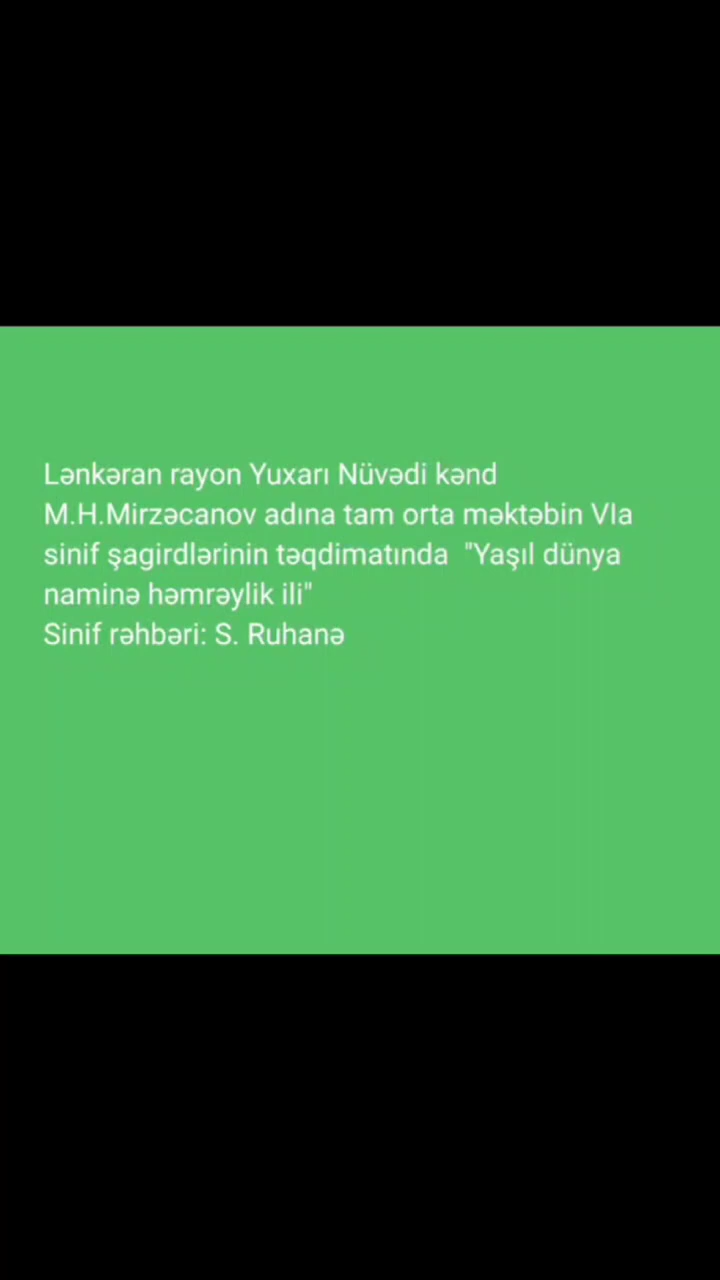 Lənkəran rayon Yuxarı Nüvədi kənd
M.H.Mirzəcanov adına tam orta məktəbin VIa
sinif şagirdlərinin təqdimatında  "Yaşıl dünya
naminə həmrəylik ili"
Sinif rəhbəri: S. Ruhanə